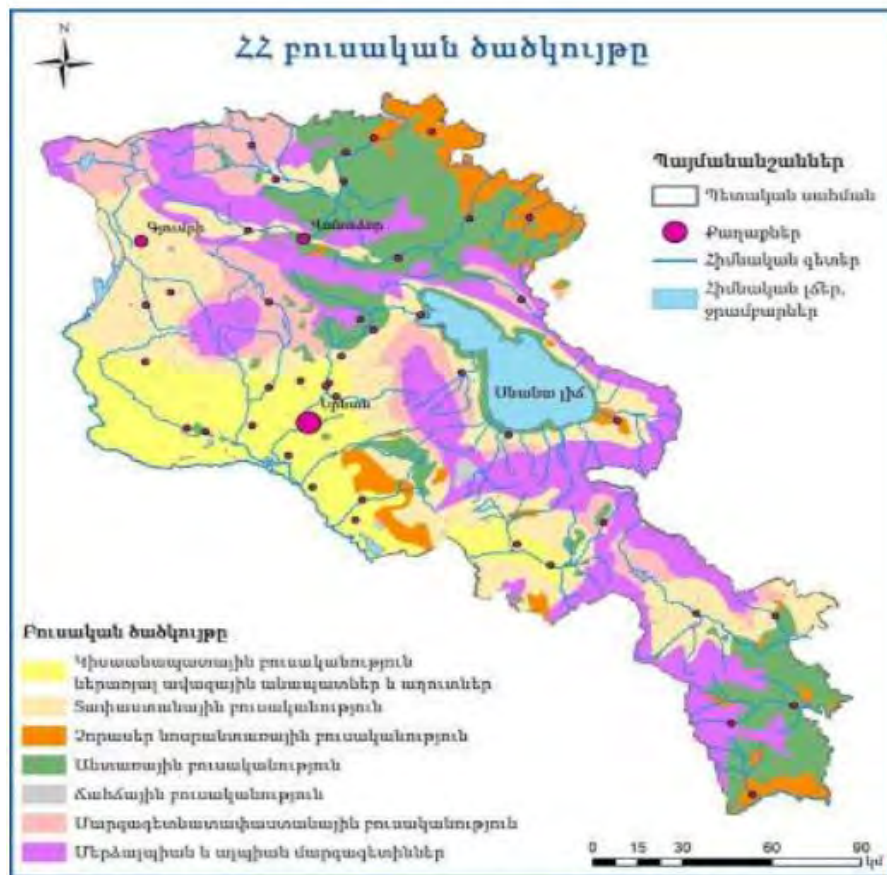 ՀՀ բուսական ծածկույթը
N
Պայմանանշաններ
Պետական սահման
Քաղաքներ
Հիմնական գետեր
Հիմնական լճեր,
ջրամբարներ
Գյումրի
Վանաձոր
Սևանա լիճ
Երևան
Բուսական ծածկույթը
Կիսաանապատային բուսականություն
ներառյալ ավազային անապատներ և աղուտներ
Տափաստանային բուսականություն
Չորասեր նոսրանտառային բուսականություն
Անտառային բուսականություն
Ճահճային բուսականություն
Մարգագետնատափաստանային բուսականություն
Մերձալպյան և ալպյան մարգագետիններ
0 15 30 60 90
կմ